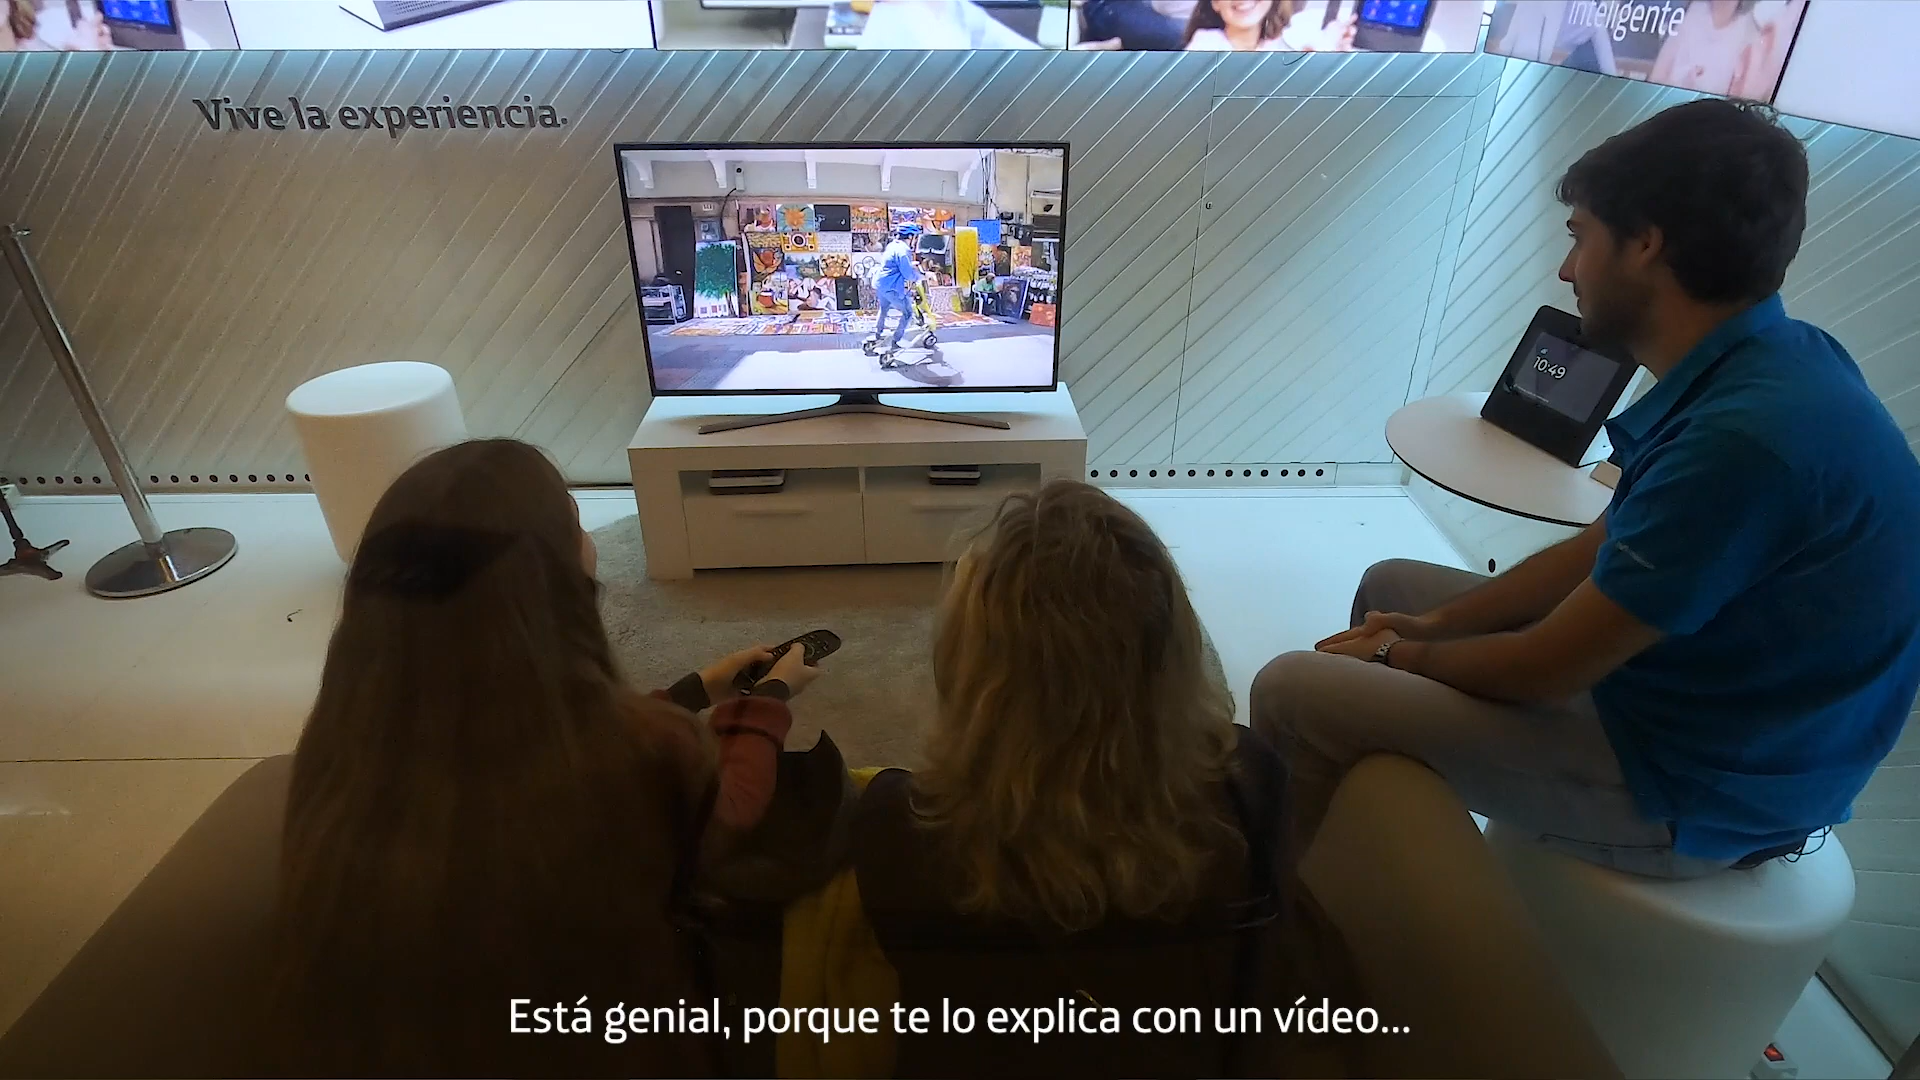 inteligente
Vive la experiencia.
10:49
Está genial, porque te lo explica con un vídeo...